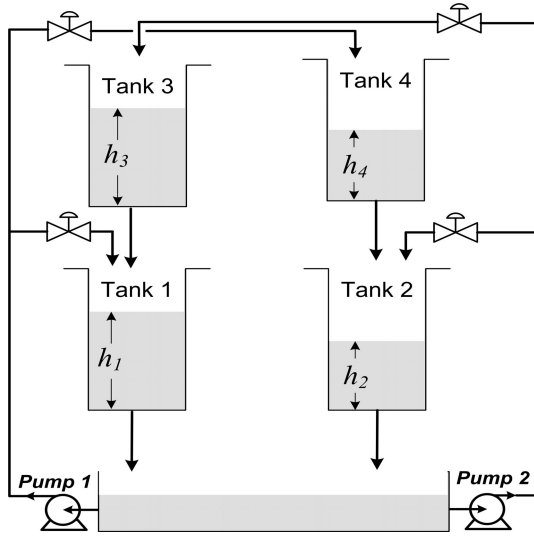 Tank 3
Tank 4
h3
h4
Tank 1
Tank 2
h1
h2
Pump 1
Pump 2